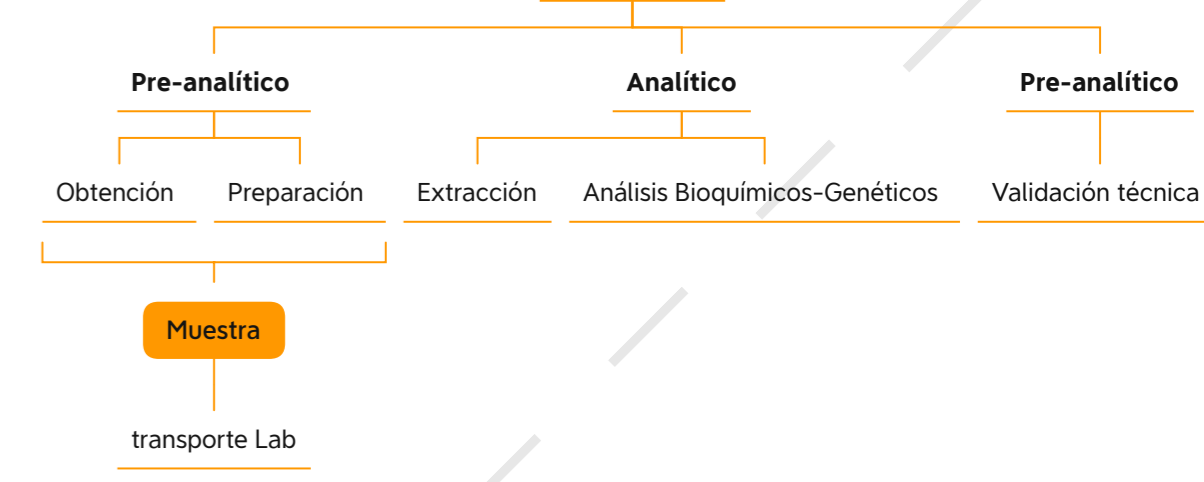 Pre-analítico Analítico Pre-analítico
Obtención Preparación Extracción Análisis Bioquímicos-Genéticos Validación técnica
Muestra
transporte Lab